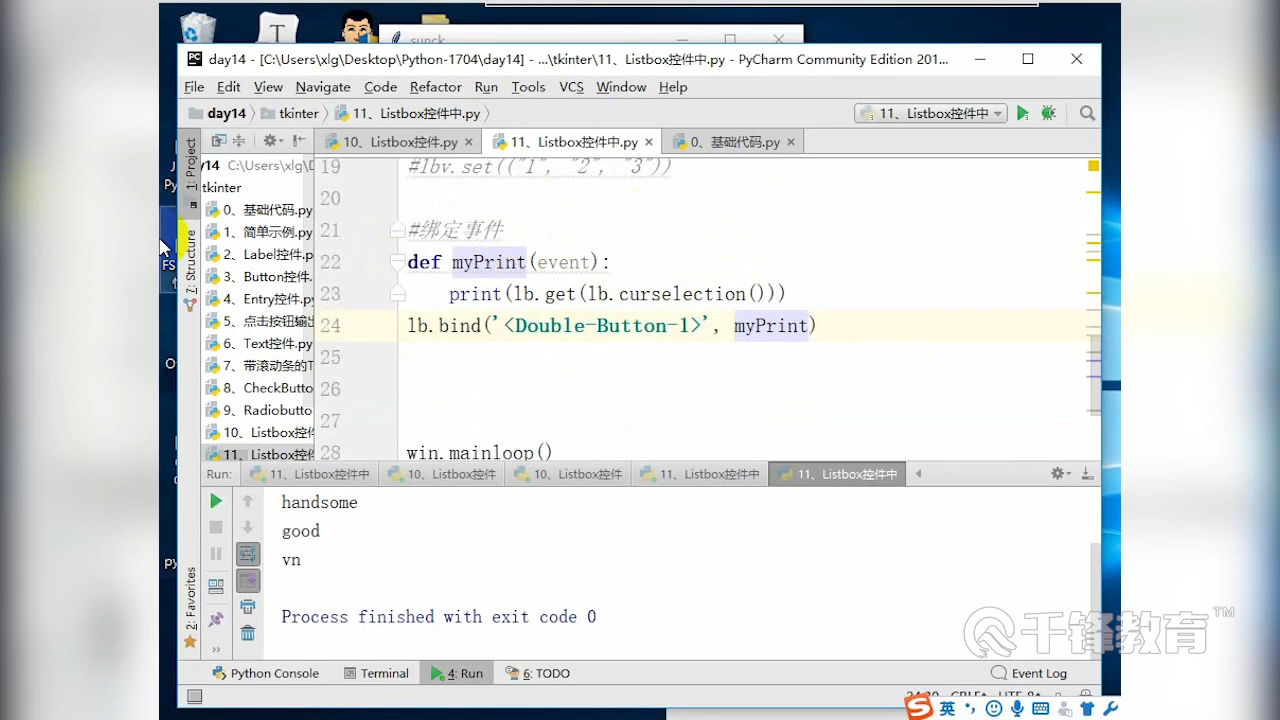 sunck
day14 - [C:\Users\xlg\Desktop\Python-1704\day14] - ...\tkinter\11、Listbox控件中.py - PyCharm Community Edition 201...
File Edit View Navigate Code Refactor Run Tools VCS Window Help
day14 tkinter 11、Listbox控件中.py 11、Listbox控件中
10、Listbox控件.py 11、Listbox控件中.py 0、基础代码.py
1: Project
7: Structure
2: Favorites
C:\Users\xlg\D
tkinter
0、基础代码.py
1、简单示例.py
2、Label控件.p
3、Button控件.
4、Entry控件.py
5、点击按钮输出
6、Text控件.py
7、带滚动条的T
8、CheckButto
9、Radiobutto
10、Listbox控件
11、Listbox控件
19 #lbv.set(("1", "2", "3"))
20
21 #绑定事件
22 def myPrint(event):
23 print(lb.get(lb.curselection()))
24 lb.bind('<Double-Button-1>', myPrint)
25
26
27
28 win.mainloop()
Run: 11、Listbox控件中 10、Listbox控件 10、Listbox控件 11、Listbox控件中 11、Listbox控件中
handsome
good
vn
Process finished with exit code 0
千锋教育™
Python Console Terminal 4: Run 6: TODO Event Log
英